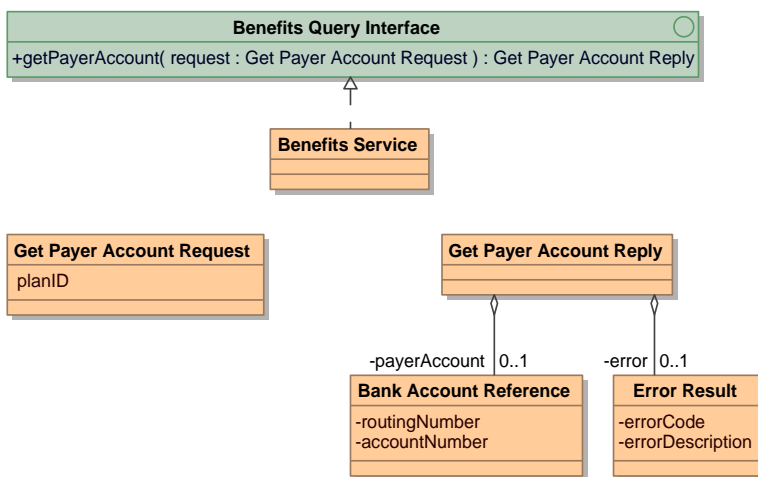 Benefits Query Interface
+getPayerAccount( request : Get Payer Account Request ) : Get Payer Account Reply
Benefits Service
Get Payer Account Request
planID
Get Payer Account Reply
-payerAccount 0..1
-error 0..1
Bank Account Reference
-routingNumber
-accountNumber
Error Result
-errorCode
-errorDescription